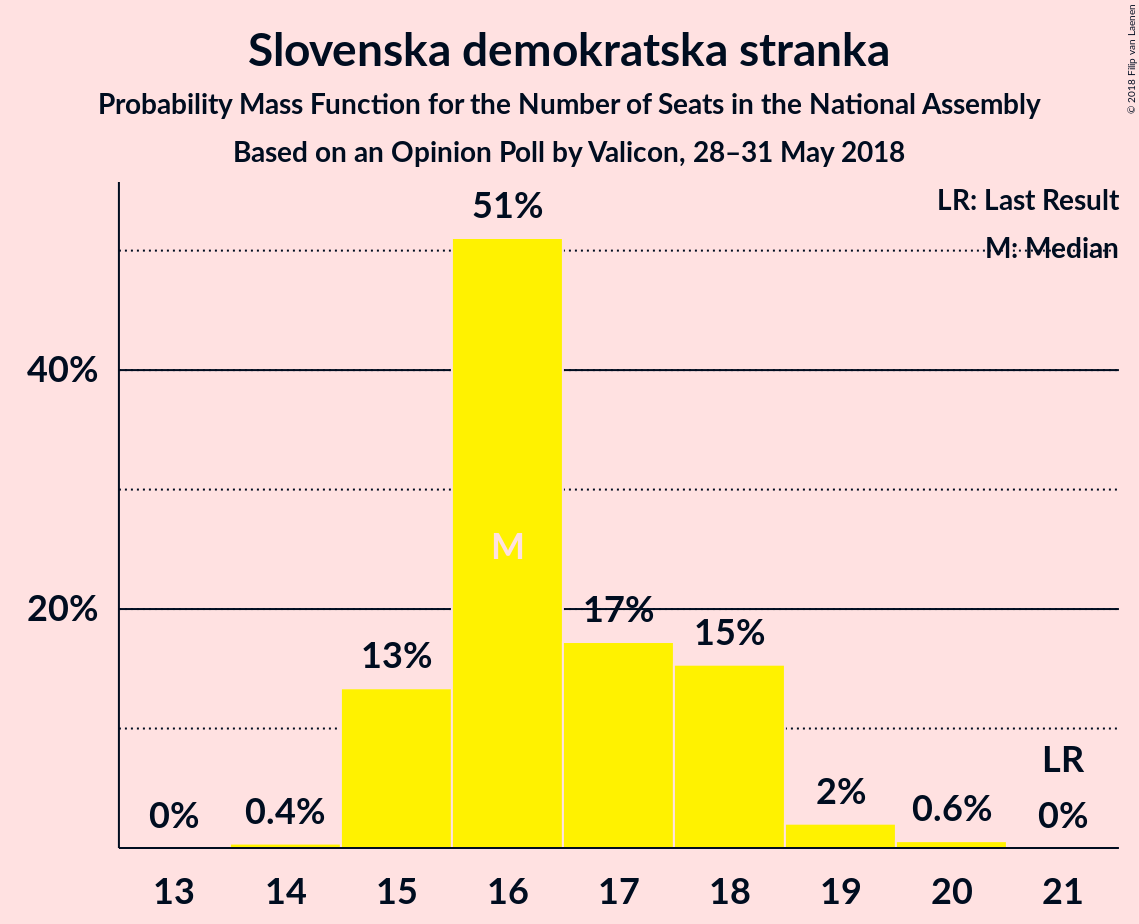 Slovenska demokratska stranka
Probability Mass Function for the Number of Seats in the National Assembly
Based on an Opinion Poll by Valicon, 28–31 May 2018
© 2018 Filip van Laenen
LR: Last Result
M: Median
51%
40%
M
20%
17%
15%
13%
LR
2%
0%
0.4%
0.6%
0%
13 14 15 16 17 18 19 20 21